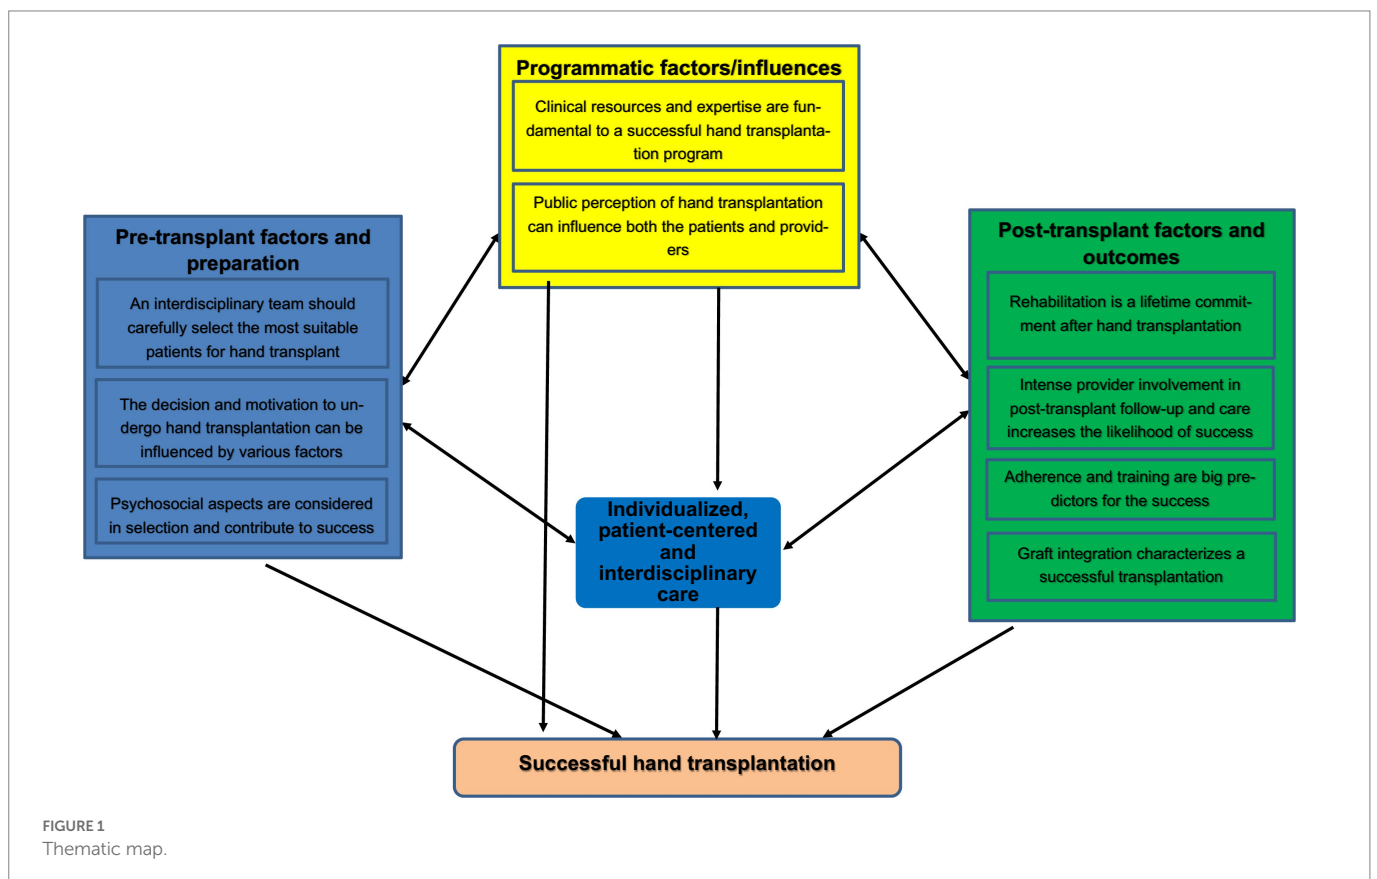 Programmatic factors/influences
Clinical resources and expertise are fun-
damental to a successful hand transplanta-
tion program
Public perception of hand transplantation
can influence both the patients and provid-
ers
Pre-transplant factors and
preparation
An interdisciplinary team should
carefully select the most suitable
patients for hand transplant
The decision and motivation to un-
dergo hand transplantation can be
influenced by various factors
Psychosocial aspects are considered
in selection and contribute to success
Post-transplant factors and
outcomes
Rehabilitation is a lifetime commit-
ment after hand transplantation
Intense provider involvement in
post-transplant follow-up and care
increases the likelihood of success
Adherence and training are big pre-
dictors for the success
Graft integration characterizes a
successful transplantation
Individualized,
patient-centered
and
interdisciplinary
care
Successful hand transplantation
FIGURE 1
Thematic map.